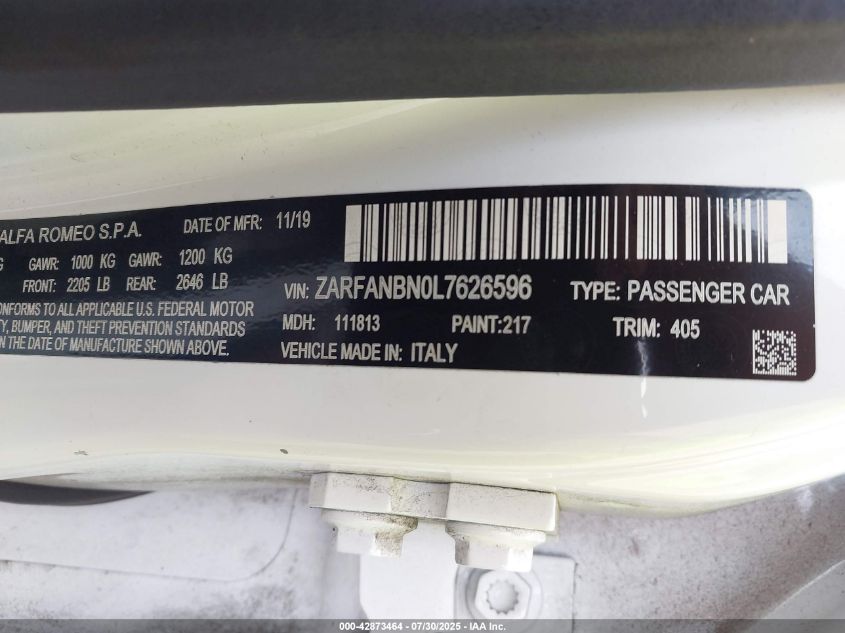 ALFA ROMEO S.P.A. DATE OF MFR: 11/19
G GAWR: 1000 KG GAWR: 1200 KG
FRONT: 2205 LB REAR: 2646 LB
VIN: ZARFANBN0L7626596 TYPE: PASSENGER CAR
ONFORMS TO ALL APPLICABLE U.S. FEDERAL MOTOR
TY, BUMPER, AND THEFT PREVENTION STANDARDS
ON THE DATE OF MANUFACTURE SHOWN ABOVE.
MDH: 111813 PAINT:217 TRIM: 405
VEHICLE MADE IN: ITALY
000-42873464 | 07/30/2025 - IAA Inc.